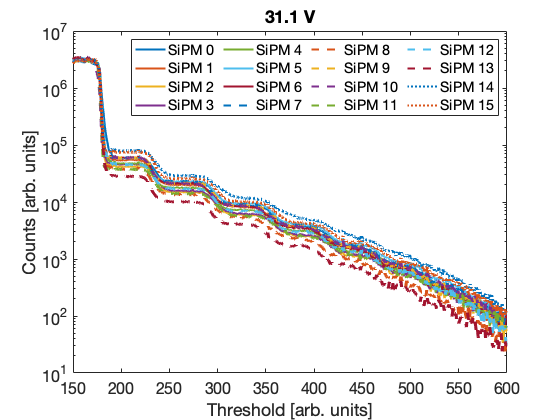 31.1 V
10^7
10^6
10^5
10^4
10^3
10^2
10^1
Counts [arb. units]
SiPM 0 SiPM 4 SiPM 8 SiPM 12
SiPM 1 SiPM 5 SiPM 9 SiPM 13
SiPM 2 SiPM 6 SiPM 10 SiPM 14
SiPM 3 SiPM 7 SiPM 11 SiPM 15
150 200 250 300 350 400 450 500 550 600
Threshold [arb. units]